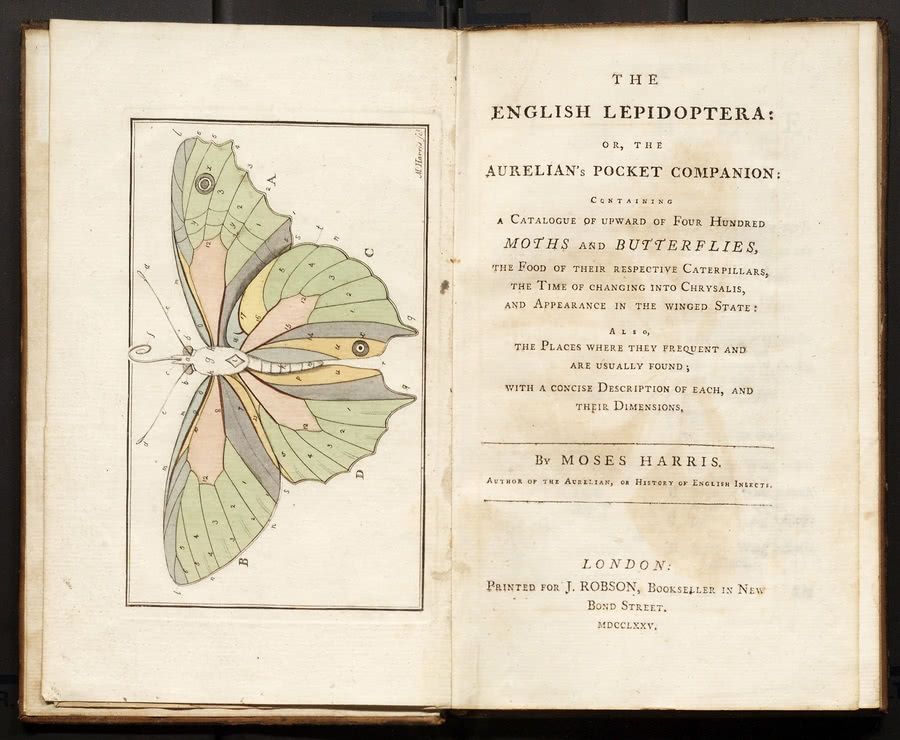 M. Harris fct
A
B
C
D
THE
ENGLISH LEPIDOPTERA:
OR, THE
AURELIAN's POCKET COMPANION:
CONTAINING
A CATALOGUE OF UPWARD OF FOUR HUNDRED
MOTHS AND BUTTERFLIES,
THE FOOD OF THEIR RESPECTIVE CATERPILLARS,
THE TIME OF CHANGING INTO CHRYSALIS,
AND APPEARANCE IN THE WINGED STATE:
ALSO,
THE PLACES WHERE THEY FREQUENT AND
ARE USUALLY FOUND;
WITH A CONCISE DESCRIPTION OF EACH, AND
THEIR DIMENSIONS.
BY MOSES HARRIS.
AUTHOR OF THE AURELIAN, OR HISTORY OF ENGLISH INSECTS.
LONDON:
PRINTED FOR J. ROBSON, BOOKSELLER IN NEW
BOND STREET.
MDCCLXXV.